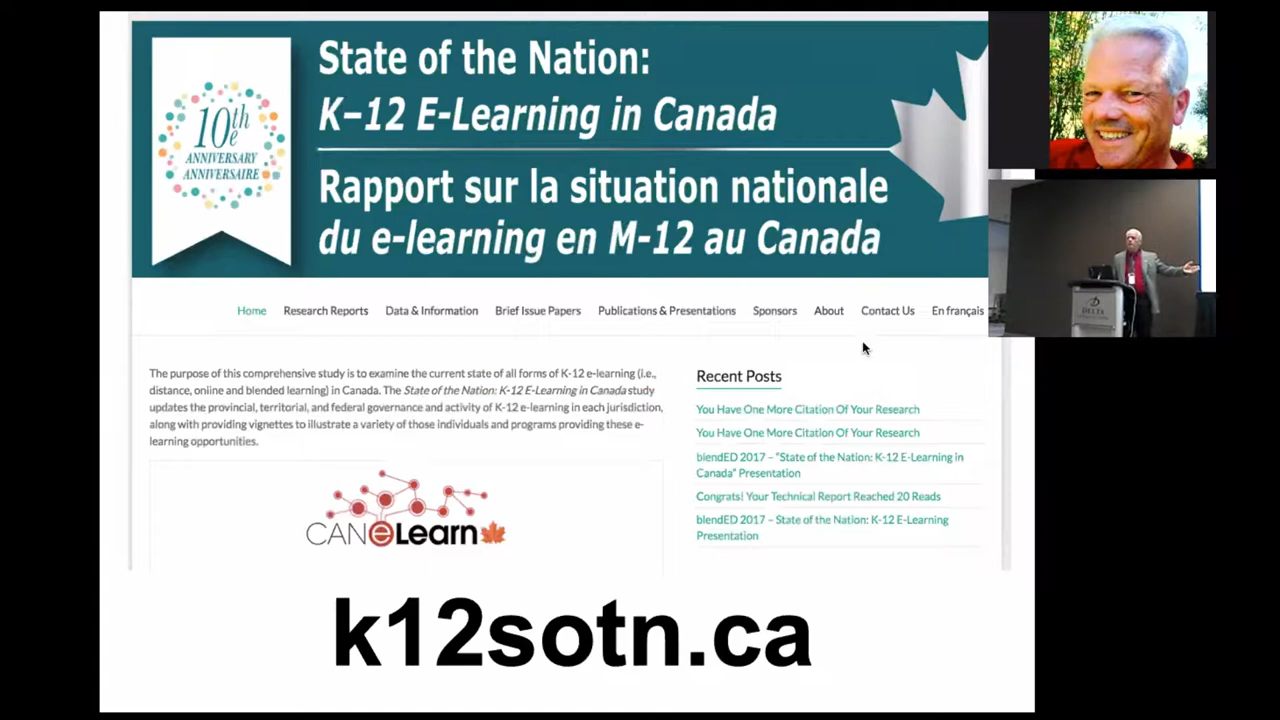 State of the Nation:
K–12 E-Learning in Canada
Rapport sur la situation nationale
du e-learning en M-12 au Canada
10th
e
ANNIVERSARY
ANNIVERSAIRE
Home Research Reports Data & Information Brief Issue Papers Publications & Presentations Sponsors About Contact Us En français
The purpose of this comprehensive study is to examine the current state of all forms of K-12 e-learning (i.e.,
distance, online and blended learning) in Canada. The State of the Nation: K-12 E-Learning in Canada study
updates the provincial, territorial, and federal governance and activity of K-12 e-learning in each jurisdiction,
along with providing vignettes to illustrate a variety of those individuals and programs providing these e-
learning opportunities.
CANeLearn
Recent Posts
You Have One More Citation Of Your Research
You Have One More Citation Of Your Research
blendED 2017 – "State of the Nation: K-12 E-Learning in
Canada" Presentation
Congrats! Your Technical Report Reached 20 Reads
blendED 2017 – State of the Nation: K-12 E-Learning
Presentation
DELTA
k12sotn.ca